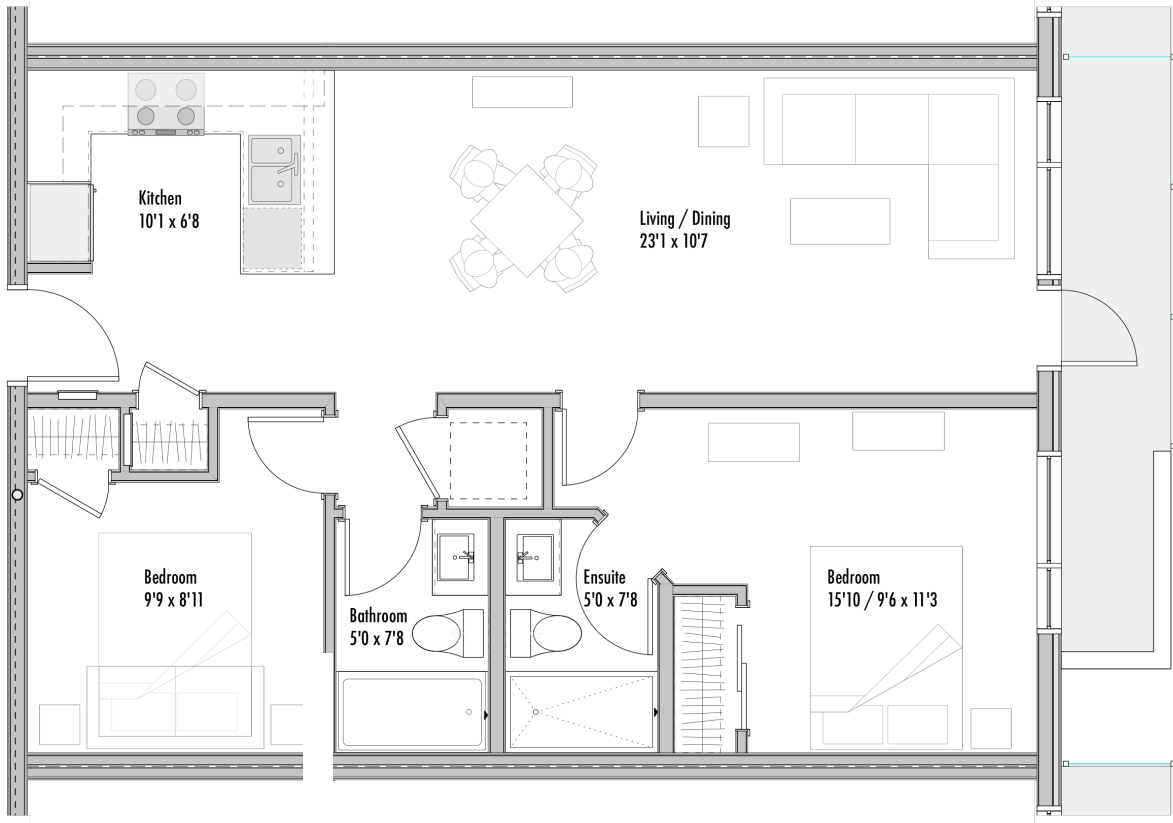 Kitchen
10'1 x 6'8
Living / Dining
23'1 x 10'7
Bedroom
9'9 x 8'11
Bathroom
5'0 x 7'8
Ensuite
5'0 x 7'8
Bedroom
15'10 / 9'6 x 11'3